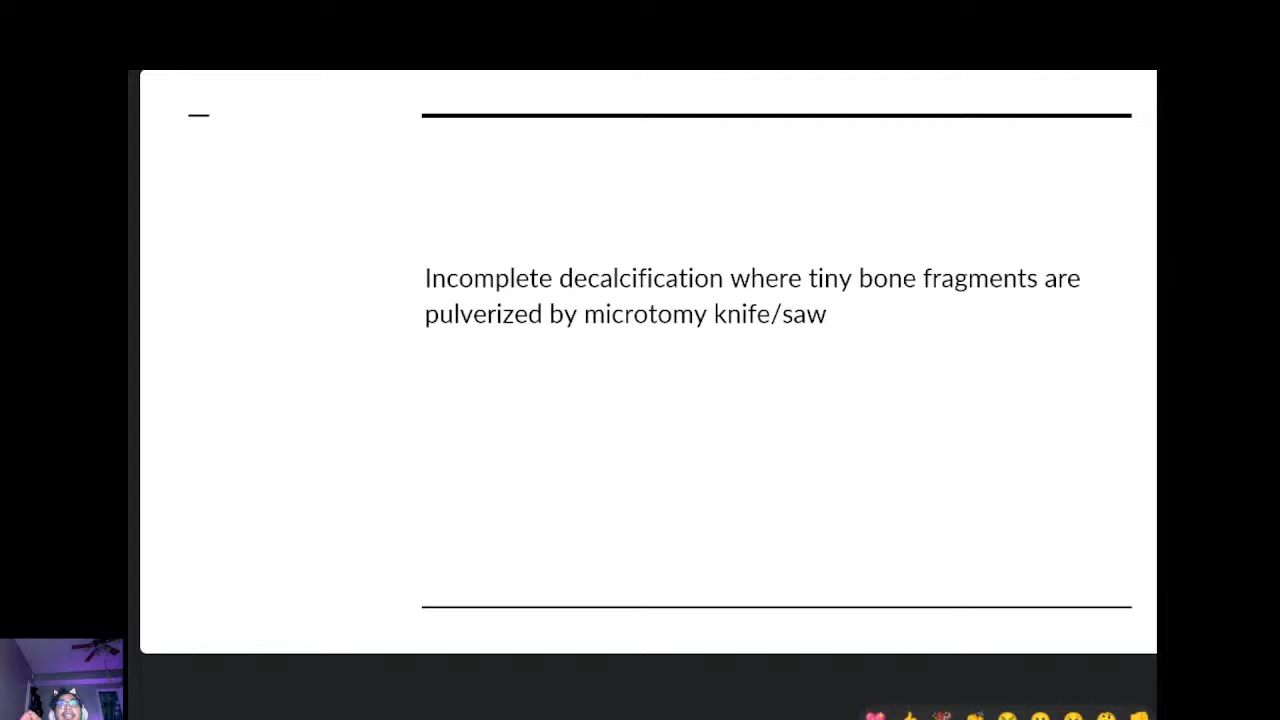 Incomplete decalcification where tiny bone fragments are
pulverized by microtomy knife/saw